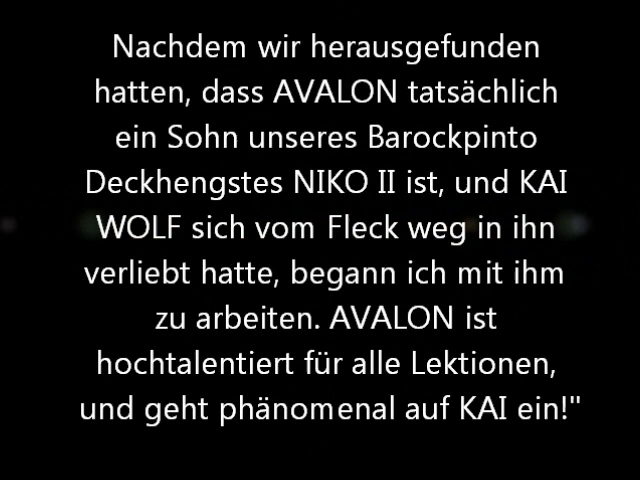 Nachdem wir herausgefunden
hatten, dass AVALON tatsächlich
ein Sohn unseres Barockpinto
Deckhengstes NIKO II ist, und KAI
WOLF sich vom Fleck weg in ihn
verliebt hatte, begann ich mit ihm
zu arbeiten. AVALON ist
hochtalentiert für alle Lektionen,
und geht phänomenal auf KAI ein!"